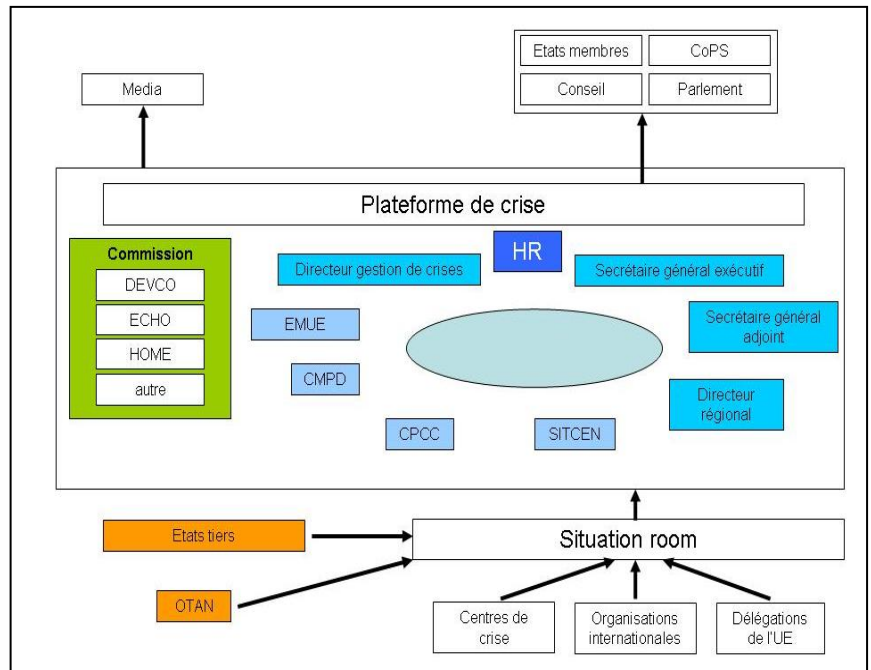 Media
Etats membres
CoPS
Conseil
Parlement
Plateforme de crise
Commission
DEVCO
ECHO
HOME
autre
HR
Directeur gestion de crises
Secrétaire général exécutif
EMUE
Secrétaire général
adjoint
CMPD
Directeur
régional
CPCC
SITCEN
Etats tiers
Situation room
OTAN
Centres de
crise
Organisations
internationales
Délégations
de l'UE